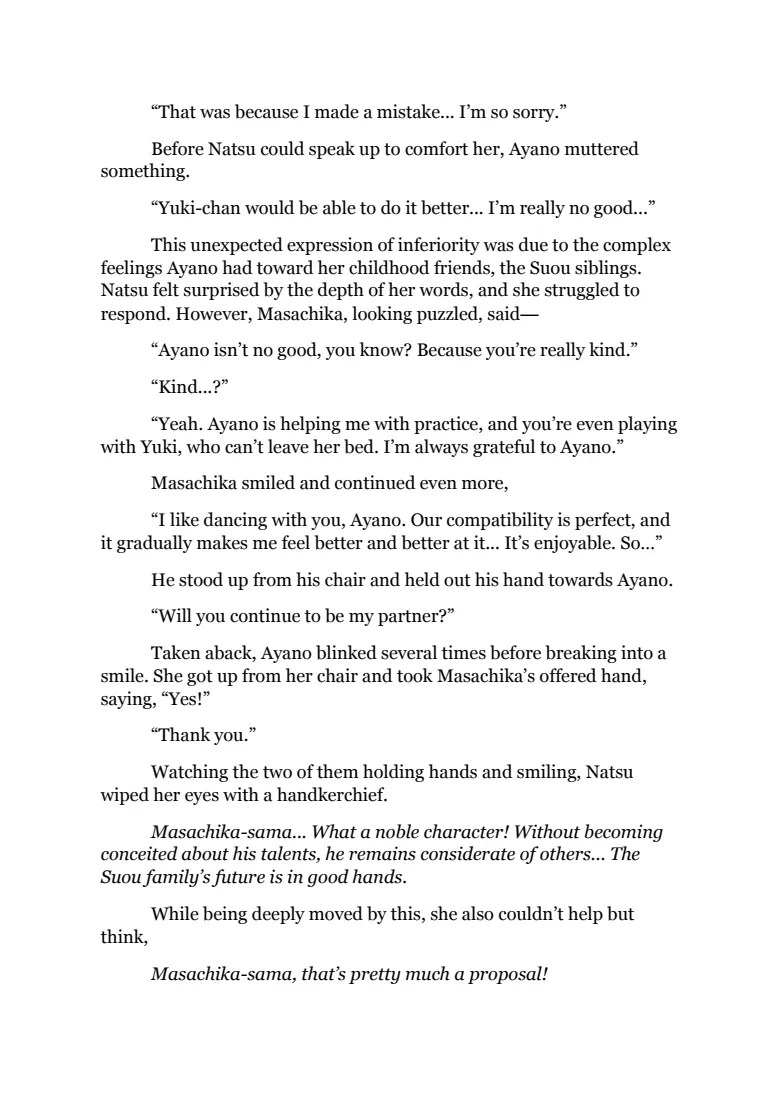 “That was because I made a mistake... I’m so sorry.”
Before Natsu could speak up to comfort her, Ayano muttered
something.
“Yuki-chan would be able to do it better... I’m really no good...”
This unexpected expression of inferiority was due to the complex
feelings Ayano had toward her childhood friends, the Suou siblings.
Natsu felt surprised by the depth of her words, and she struggled to
respond. However, Masachika, looking puzzled, said—
“Ayano isn’t no good, you know? Because you’re really kind.”
“Kind...?”
“Yeah. Ayano is helping me with practice, and you’re even playing
with Yuki, who can’t leave her bed. I’m always grateful to Ayano.”
Masachika smiled and continued even more,
“I like dancing with you, Ayano. Our compatibility is perfect, and
it gradually makes me feel better and better at it... It’s enjoyable. So...”
He stood up from his chair and held out his hand towards Ayano.
“Will you continue to be my partner?”
Taken aback, Ayano blinked several times before breaking into a
smile. She got up from her chair and took Masachika’s offered hand,
saying, “Yes!”
“Thank you.”
Watching the two of them holding hands and smiling, Natsu
wiped her eyes with a handkerchief.
Masachika-sama... What a noble character! Without becoming
conceited about his talents, he remains considerate of others... The
Suou family’s future is in good hands.
While being deeply moved by this, she also couldn’t help but
think,
Masachika-sama, that’s pretty much a proposal!